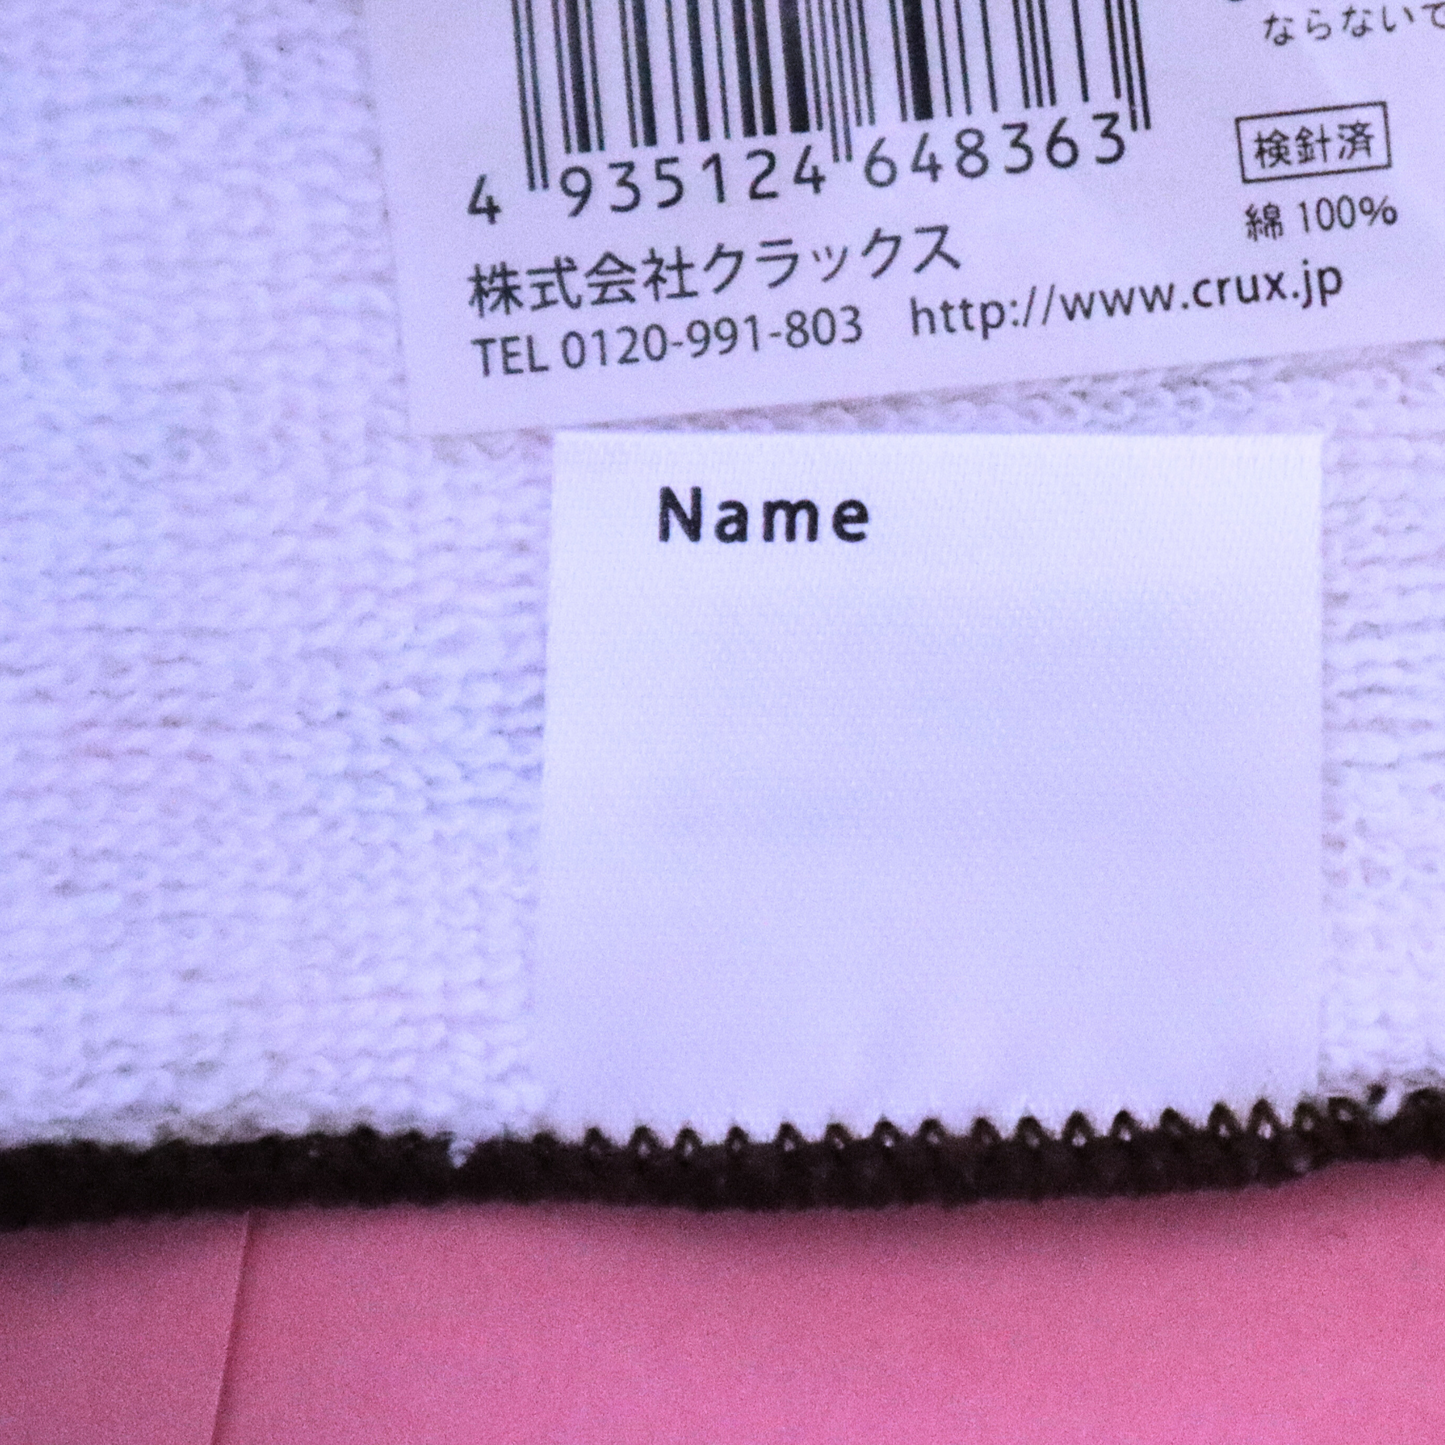 ならないで
4 935124 648363
検針済
綿 100%
株式会社クラックス
TEL 0120-991-803 http://www.crux.jp
Name